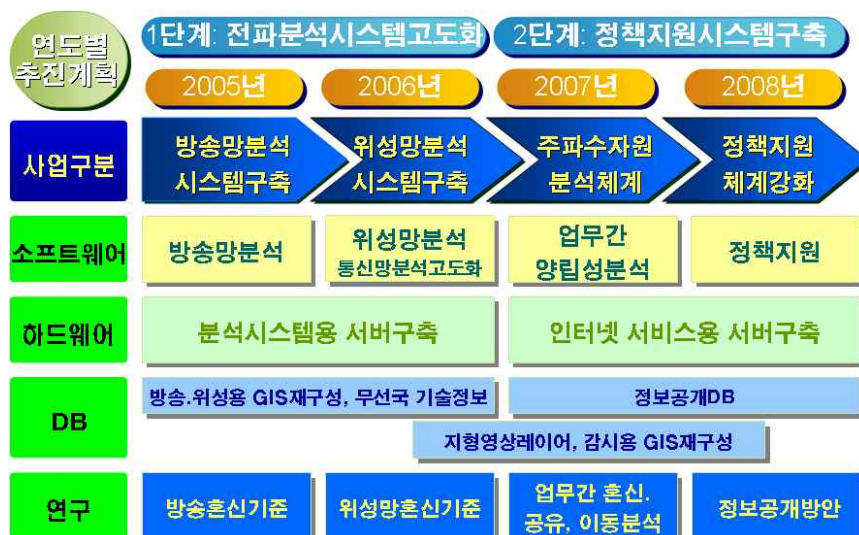 연도별
추진계획
1단계: 전파분석시스템고도화
2단계: 정책지원시스템구축
2005년
2006년
2007년
2008년
사업구분
방송망분석
시스템구축
위성망분석
시스템구축
주파수자원
분석체계
정책지원
체계강화
소프트웨어
방송망분석
위성망분석
통신망분석고도화
업무간
양립성분석
정책지원
하드웨어
분석시스템용 서버구축
인터넷 서비스용 서버구축
DB
방송.위성용 GIS재구성, 무선국 기술정보
정보공개DB
지형영상레이어, 감시용 GIS재구성
연구
방송혼신기준
위성망혼신기준
업무간 혼신.
공유, 이동분석
정보공개방안